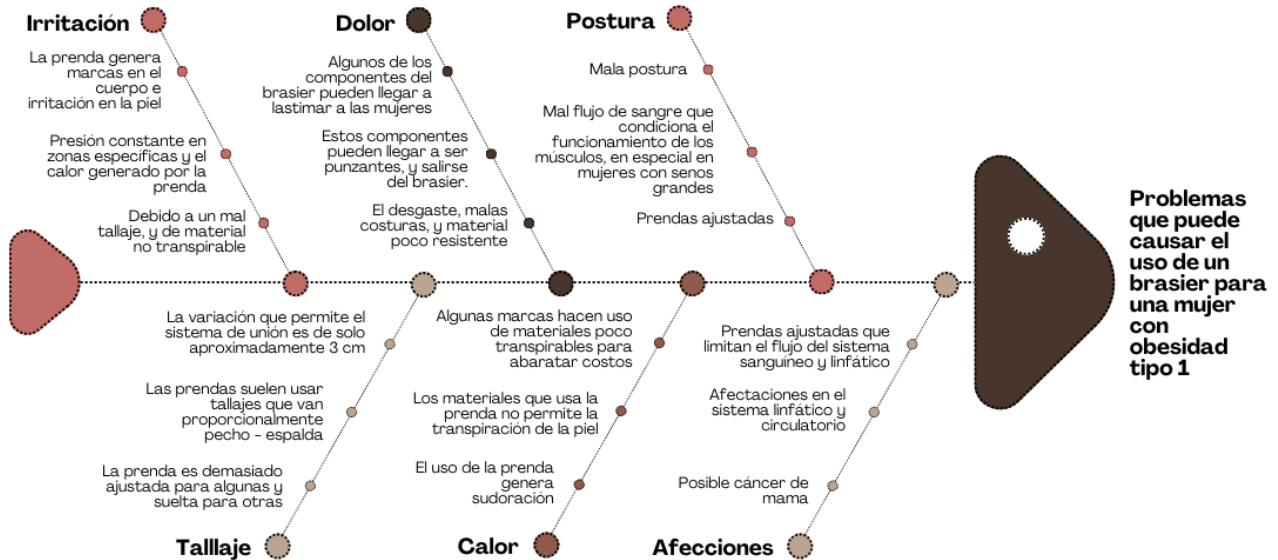 Irritación
La prenda genera
marcas en el
cuerpo e
irritación en la piel
Presión constante en
zonas específicas y el
calor generado por la
prenda
Debido a un mal
tallaje, y de material
no transpirable
Dolor
Algunos de los
componentes del
brasier pueden llegar a
lastimar a las mujeres
Estos componentes
pueden llegar a ser
punzantes, y salirse
del brasier.
El desgaste, malas
costuras, y material
poco resistente
Postura
Mala postura
Mal flujo de sangre que
condiciona el
funcionamiento de los
músculos, en especial en
mujeres con senos
grandes
Prendas ajustadas
Problemas
que puede
causar el
uso de un
brasier para
una mujer
con
obesidad
tipo 1
La variación que permite el
sistema de unión es de solo
aproximadamente 3 cm
Las prendas suelen usar
tallajes que van
proporcionalmente
pecho - espalda
La prenda es demasiado
ajustada para algunas y
suelta para otras
Talllaje
Algunas marcas hacen uso
de materiales poco
transpirables para
abaratar costos
Los materiales que usa la
prenda no permite la
transpiración de la piel
El uso de la prenda
genera
sudoración
Calor
Prendas ajustadas que
limitan el flujo del sistema
sanguíneo y linfático
Afectaciones en el
sistema linfático y
circulatorio
Posible cáncer de
mama
Afecciones